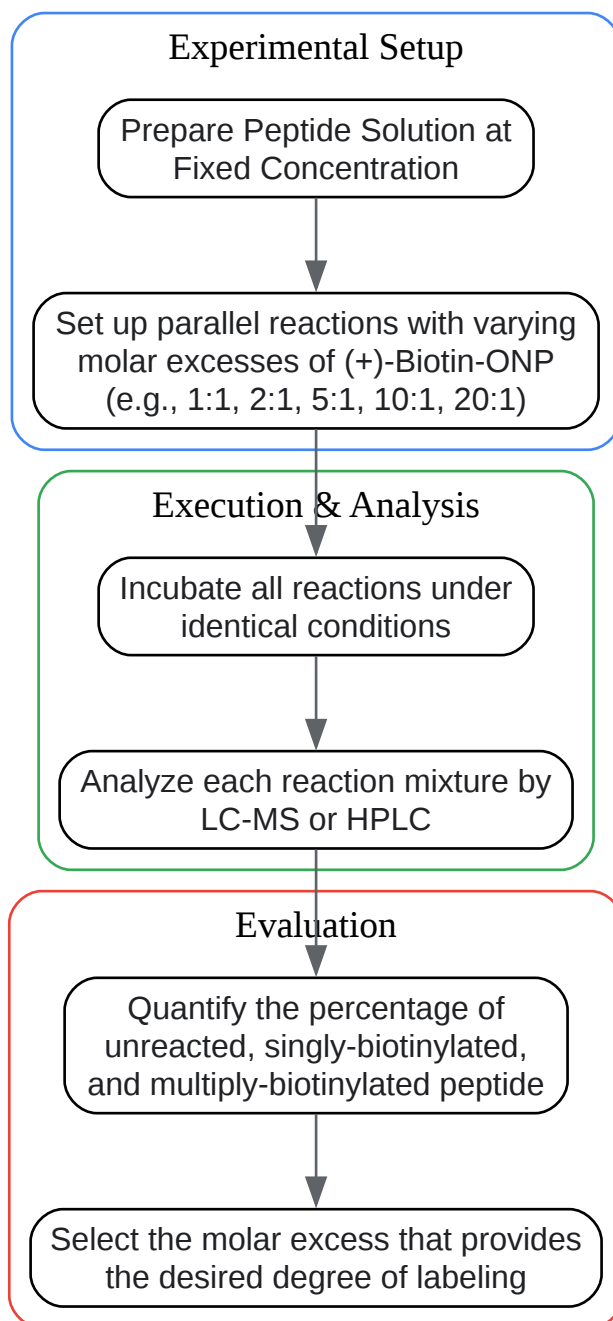 Experimental Setup
Prepare Peptide Solution at
Fixed Concentration
Set up parallel reactions with varying
molar excesses of (+)-Biotin-ONP
(e.g., 1:1, 2:1, 5:1, 10:1, 20:1)
Execution & Analysis
Incubate all reactions under
identical conditions
Analyze each reaction mixture by
LC-MS or HPLC
Evaluation
Quantify the percentage of
unreacted, singly-biotinylated,
and multiply-biotinylated peptide
Select the molar excess that provides
the desired degree of labeling